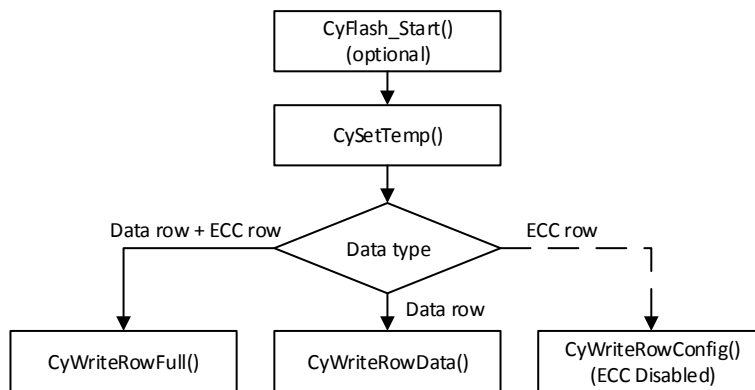 CyFlash_Start()
(optional)
CySetTemp()
Data row + ECC row
ECC row
Data type
Data row
CyWriteRowFull()
CyWriteRowData()
CyWriteRowConfig()
(ECC Disabled)